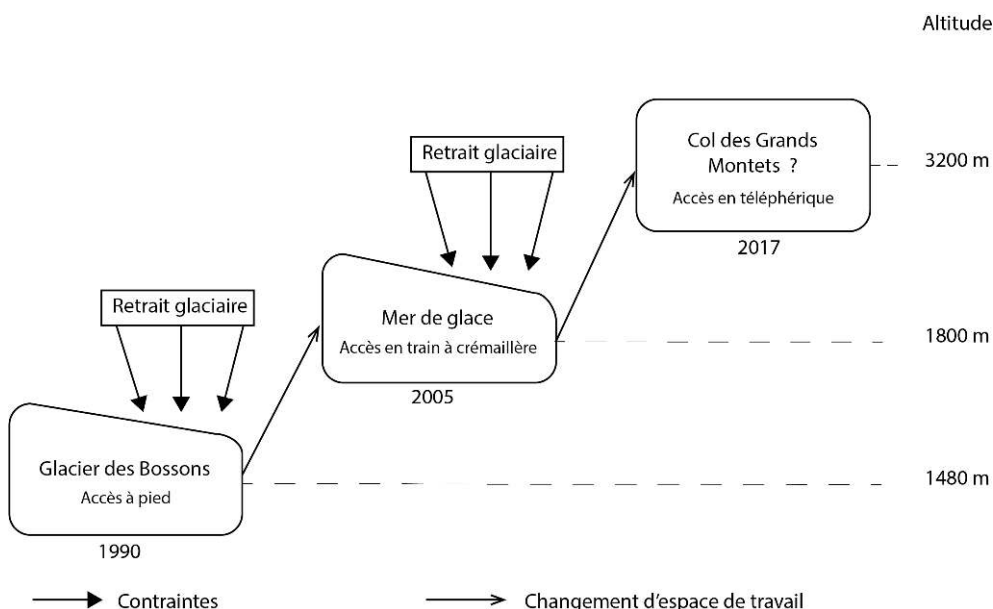 Altitude
Col des Grands
Montets ?
Accès en téléphérique
3200 m
2017
Retrait glaciaire
Mer de glace
Accès en train à crémaillère
1800 m
2005
Retrait glaciaire
Glacier des Bossons
Accès à pied
1480 m
1990
Contraintes
Changement d'espace de travail